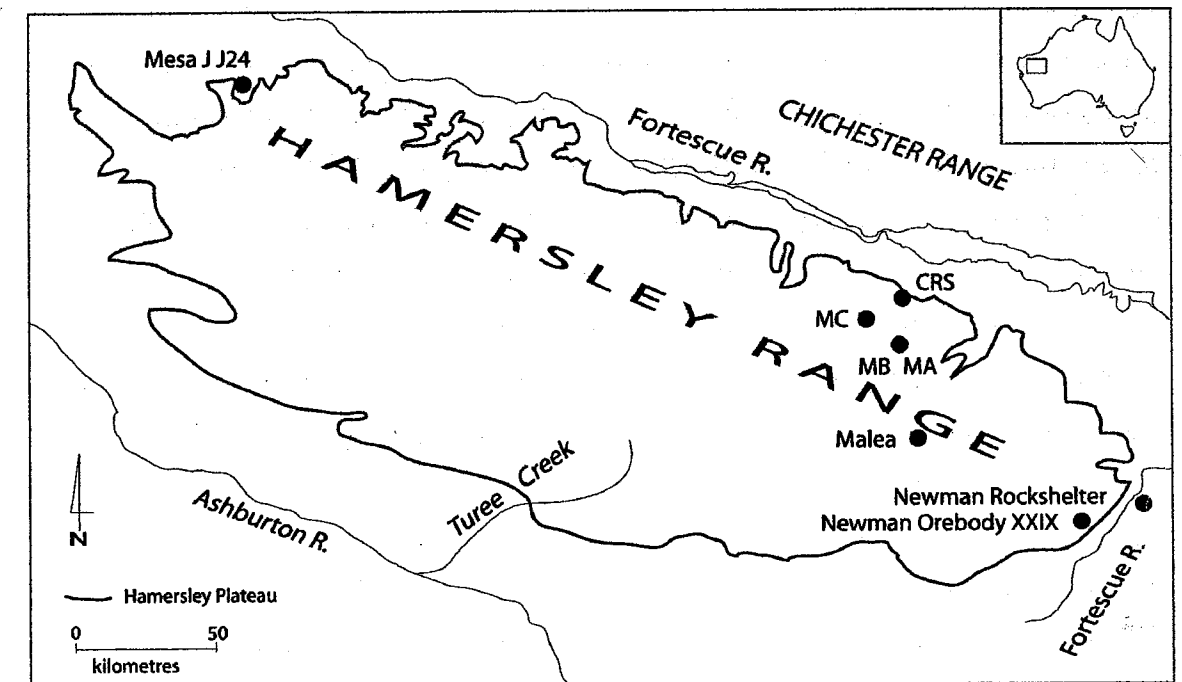 Mesa J J24
HAMERSLEY RANGE
Fortescue R.
CHICHESTER RANGE
CRS
MC
MB MA
Malea
Newman Rockshelter
Newman Orebody XXIX
Turee Creek
Ashburton R.
Fortescue R.
N
Hamersley Plateau
0 50
kilometres